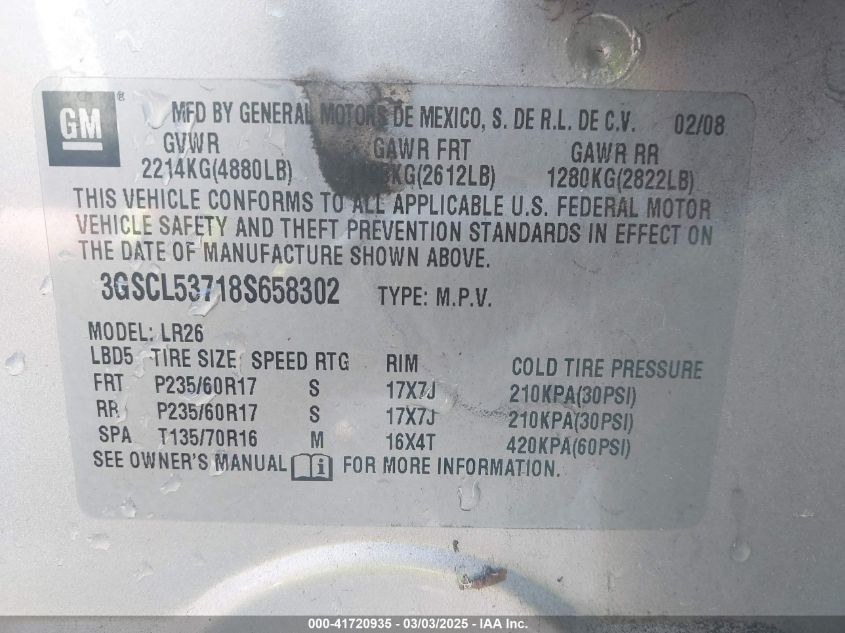 GM®
MFD BY GENERAL MOTORS DE MEXICO, S. DE R.L. DE C.V. 02/08
GVWR GAWR FRT GAWR RR
2214KG(4880LB) KG(2612LB) 1280KG(2822LB)
THIS VEHICLE CONFORMS TO ALL APPLICABLE U.S. FEDERAL MOTOR
VEHICLE SAFETY AND THEFT PREVENTION STANDARDS IN EFFECT ON
THE DATE OF MANUFACTURE SHOWN ABOVE.
3GSCL53718S658302 TYPE: M.P.V.
MODEL: LR26
LBD5 TIRE SIZE SPEED RTG RIM COLD TIRE PRESSURE
FRT P235/60R17 S 17X7J 210KPA(30PSI)
RR P235/60R17 S 17X7J 210KPA(30PSI)
SPA T135/70R16 M 16X4T 420KPA(60PSI)
SEE OWNER'S MANUAL i FOR MORE INFORMATION.
000-41720935 - 03/03/2025 - IAA Inc.